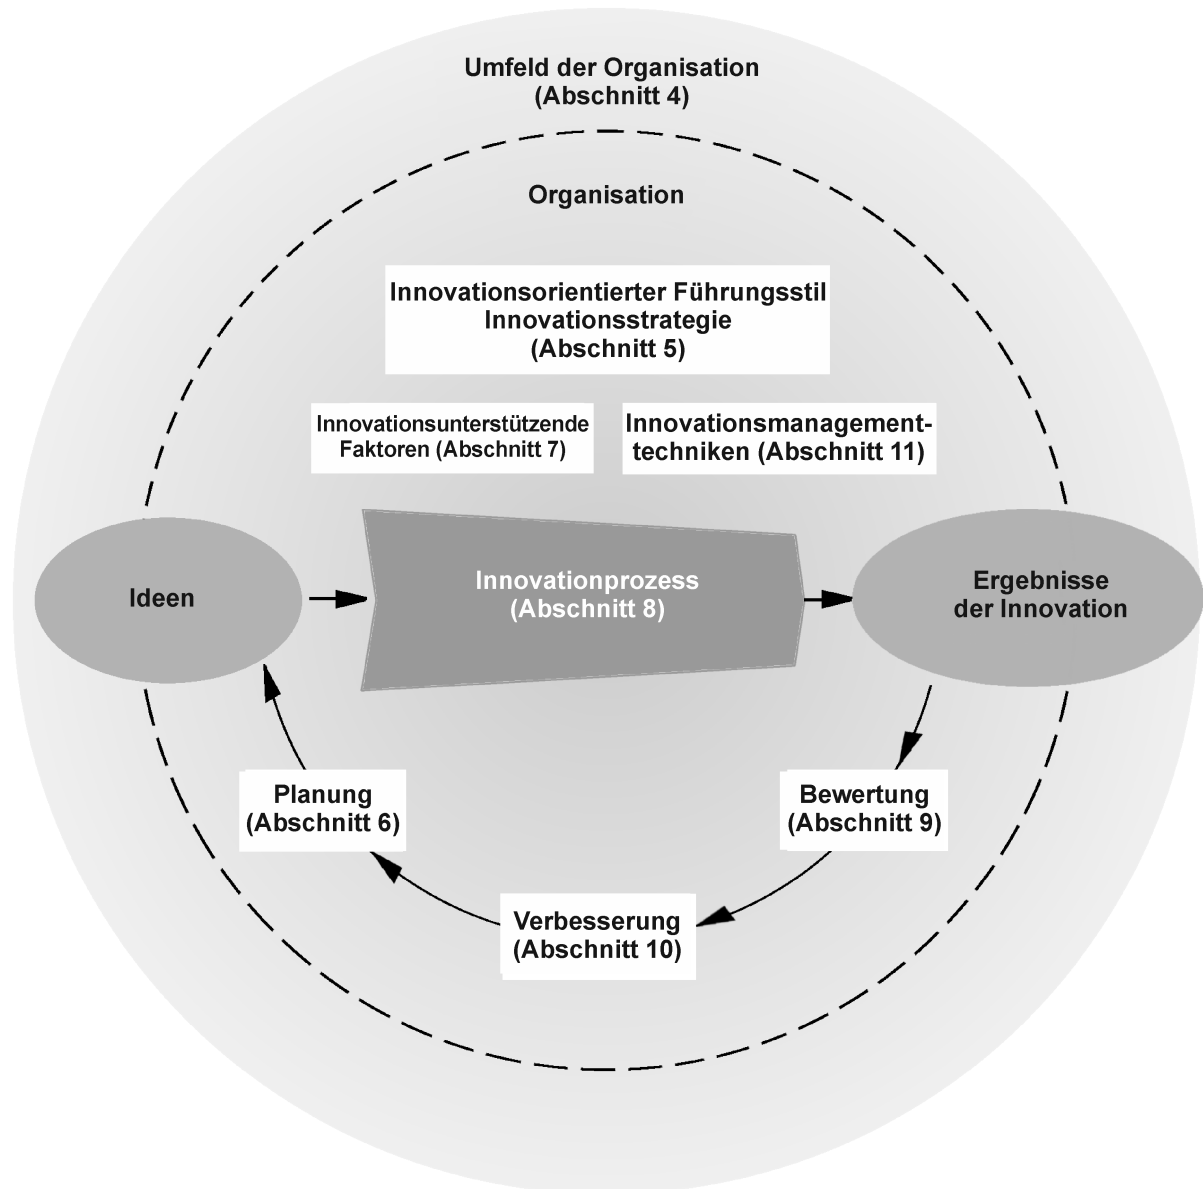 Umfeld der Organisation
(Abschnitt 4)
Organisation
Innovationsorientierter Führungsstil
Innovationsstrategie
(Abschnitt 5)
Innovationsunterstützende
Faktoren (Abschnitt 7)
Innovationsmanagement-
techniken (Abschnitt 11)
Ideen
Innovationprozess
(Abschnitt 8)
Ergebnisse
der Innovation
Planung
(Abschnitt 6)
Bewertung
(Abschnitt 9)
Verbesserung
(Abschnitt 10)